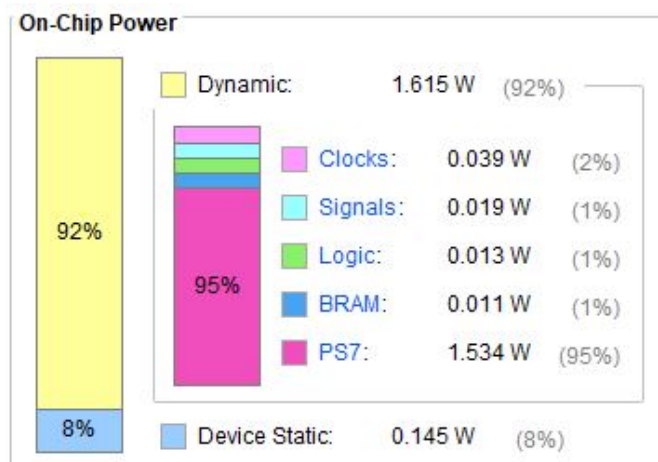 On-Chip Power
Dynamic: 1.615 W (92%)
Clocks: 0.039 W (2%)
Signals: 0.019 W (1%)
92%
Logic: 0.013 W (1%)
95%
BRAM: 0.011 W (1%)
PS7: 1.534 W (95%)
8%
Device Static: 0.145 W (8%)